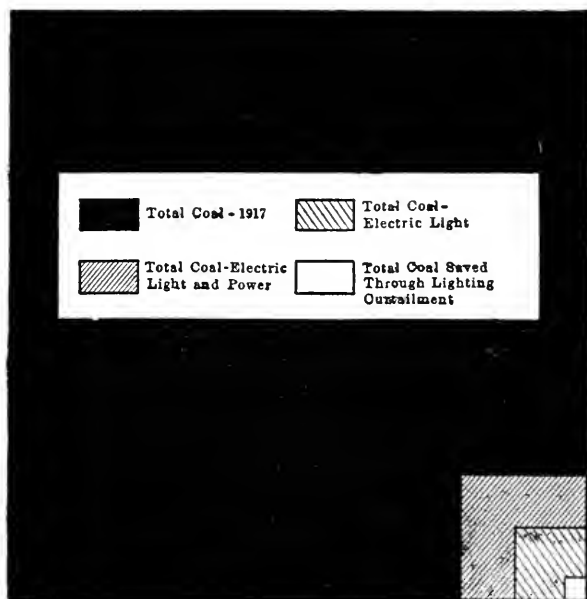 Total Coal - 1917
Total Coal-
Electric Light
Total Coal-Electric
Light and Power
Total Coal Saved
Through Lighting
Curtailment